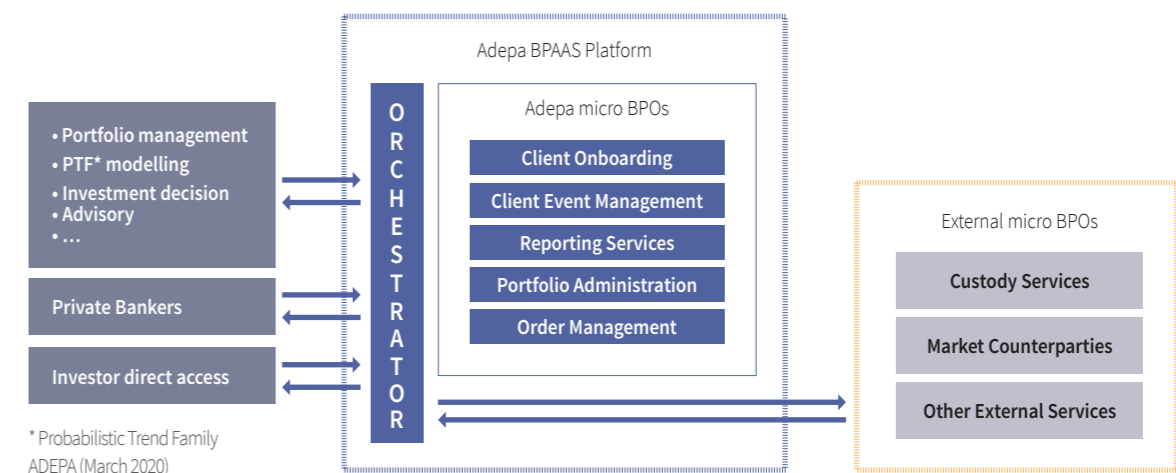 Adepa BPAAS Platform
• Portfolio management
• PTF* modelling
• Investment decision
• Advisory
• ...
Private Bankers
Investor direct access
* Probabilistic Trend Family
ADEPA (March 2020)
ORCHESTRATOR
Adepa micro BPOs
Client Onboarding
Client Event Management
Reporting Services
Portfolio Administration
Order Management
External micro BPOs
Custody Services
Market Counterparties
Other External Services